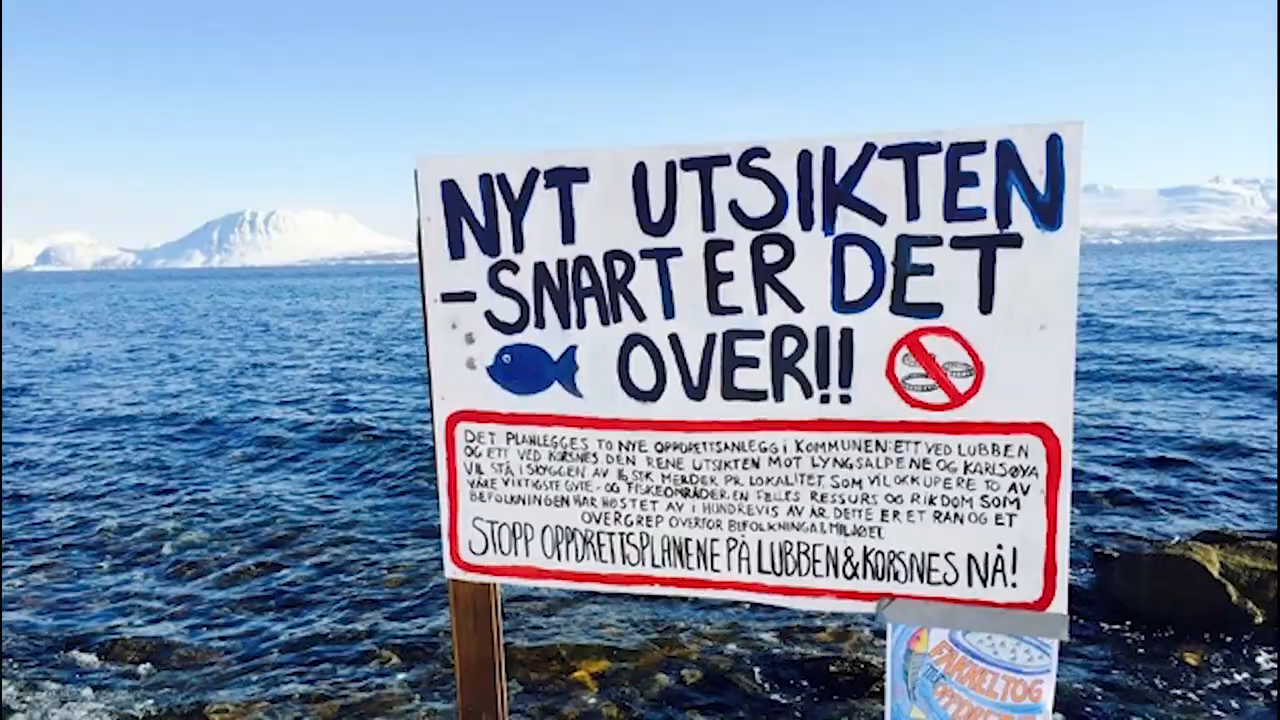 NYT UTSIKTEN
-SNART ER DET
OVER!!
DET PLANLEGGES TO NYE OPPDRETTSANLEGG i KOMMUNEN: ETT VED LUBBEN
OG ETT VED KORSNES DEN RENE UTSIKTEN MOT LYNGSALPENE OG KARLSØYA
VIL STÅ I SKYGGEN AV 16 STK MERDER PR. LOKALITET SOM VIL OKKUPERE TO AV
VÅRE VIKTIGSTE GYTE- OG FISKEOMRÅDER. EN FELLES RESSURS OG RIKDOM SOM
BEFOLKNINGEN HAR HØSTET AV I HUNDREVIS AV ÅR. DETTE ER ET RAN OG ET
OVERGREP OVERFOR BEFOLKNINGA & MILJØET
STOPP OPPDRETTSPLANENE PÅ LUBBEN & KORSNES NÅ!
FAKKELTOG
MOT